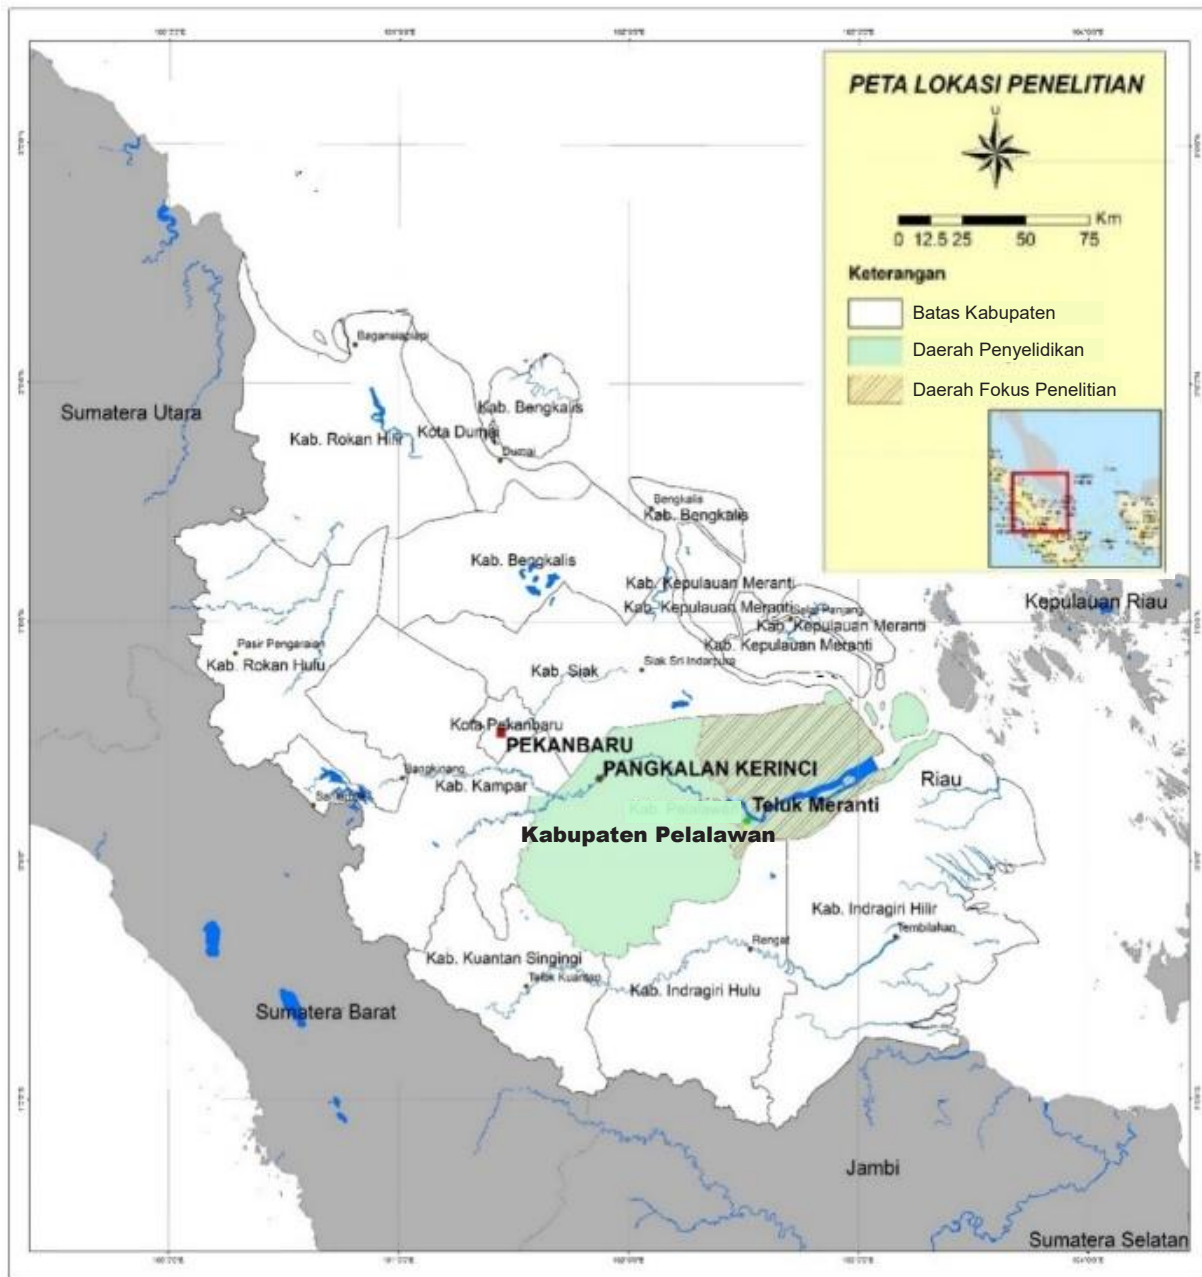 PETA LOKASI PENELITIAN
U
Km
0 12.5 25 50 75
Keterangan
Batas Kabupaten
Daerah Penyelidikan
Daerah Fokus Penelitian
Bagansiapiapi
Sumatera Utara
Kab. Rokan Hilir
Kota Dumai
Kab. Bengkalis
Dumai
Bengkalis
Kab. Bengkalis
Kab. Bengkalis
Kab. Kepulauan Meranti
Kab. Kepulauan Meranti
Selat Panjang
Kab. Kepulauan Meranti
Kab. Kepulauan Meranti
Kepulauan Riau
Pasir Pengaraian
Kab. Rokan Hulu
Kab. Siak
Siak Sri Indarpura
Kota Pekanbaru
PEKANBARU
Bangkinang
Kab. Kampar
PANGKALAN KERINCI
Riau
Teluk Meranti
Kabupaten Pelalawan
Kab. Indragiri Hilir
Tembilahan
Rengat
Kab. Kuantan Singingi
Teluk Kuantan
Kab. Indragiri Hulu
Sumatera Barat
Jambi
Sumatera Selatan